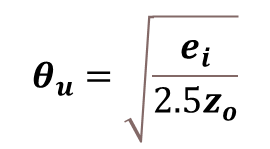 θ_u = √(e_i / 2.5z_o)